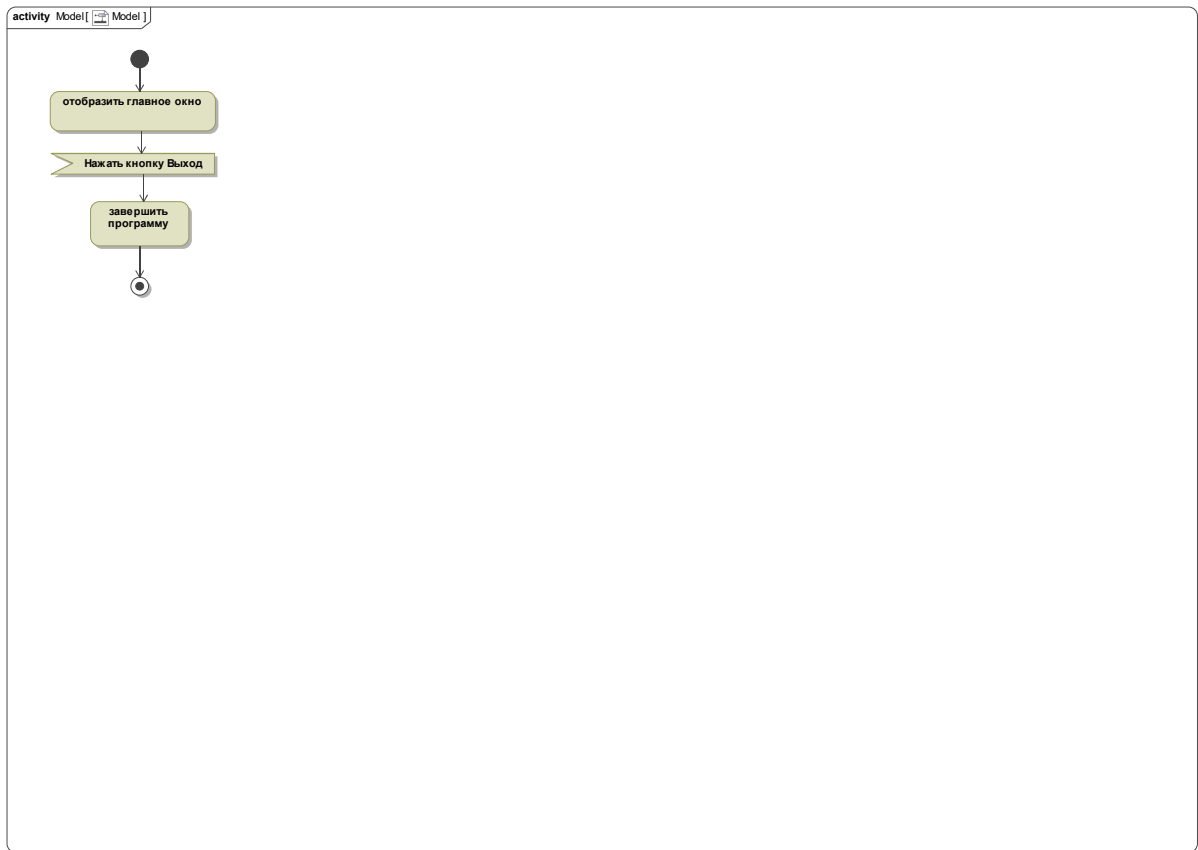 activity Model [ Model ]
отобразить главное окно
Нажать кнопку Выход
завершить
программу